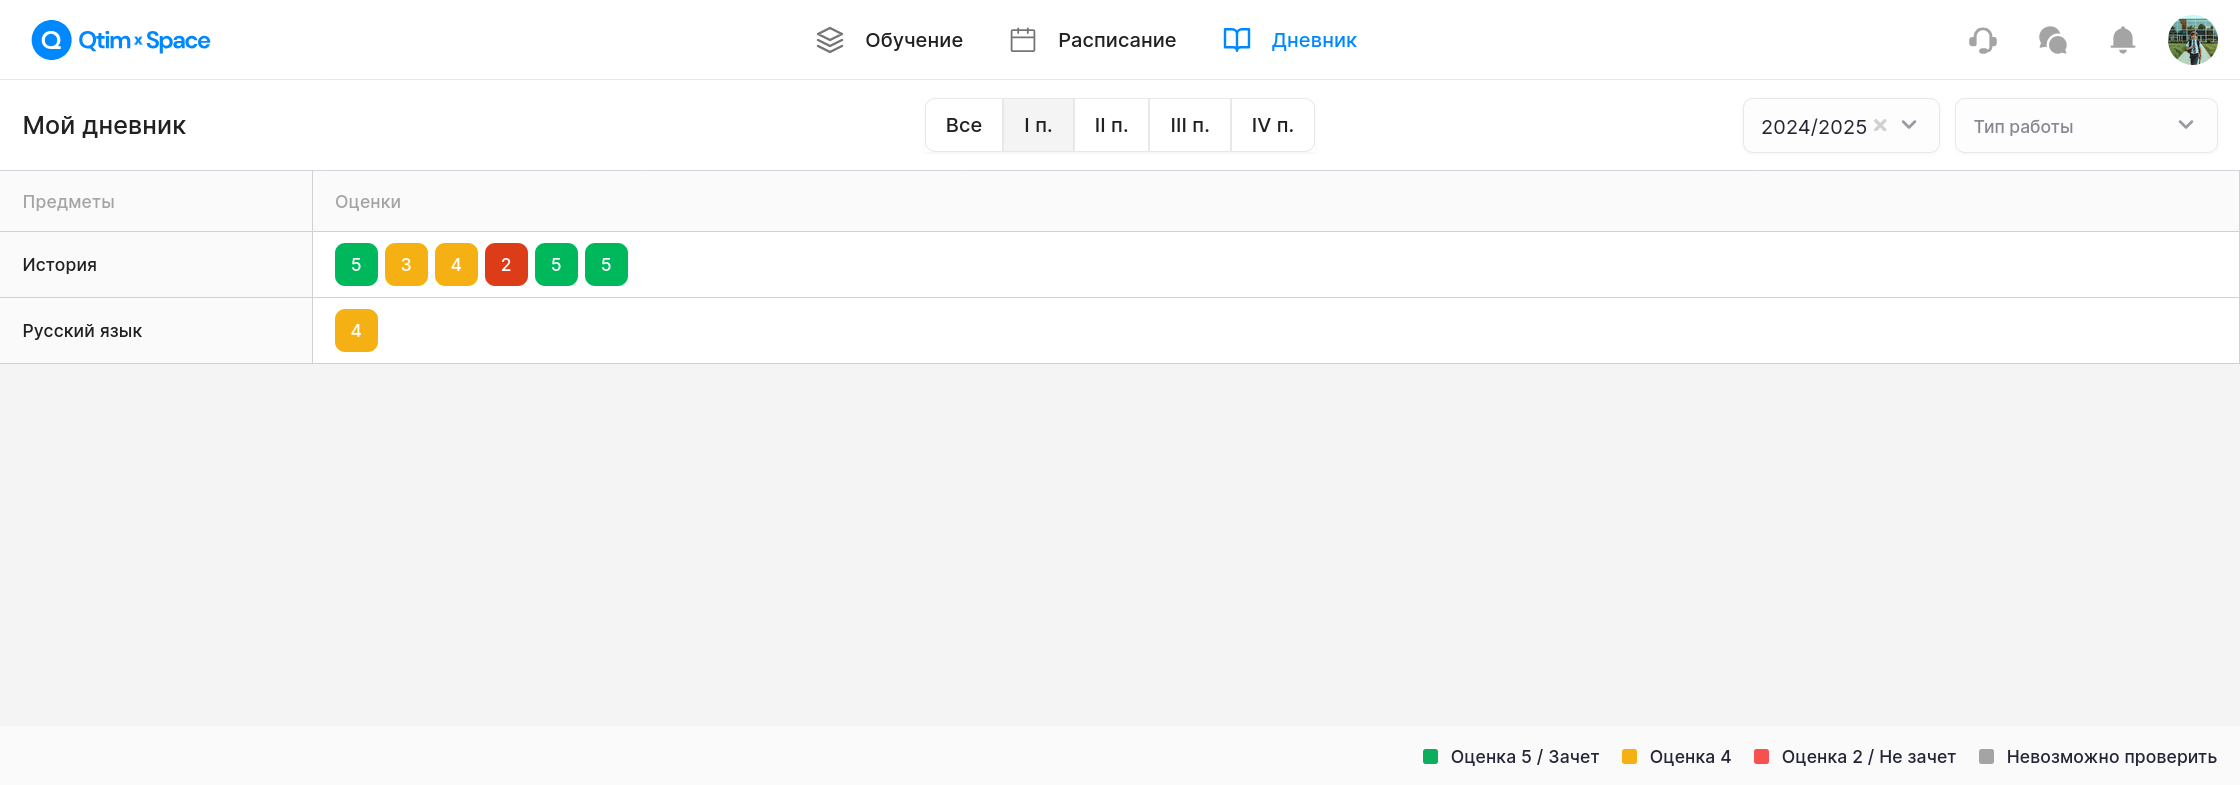 Qtim x Space Обучение Расписание Дневник
Мой дневник Все I п. II п. III п. IV п. 2024/2025 Тип работы
Предметы Оценки
История 5 3 4 2 5 5
Русский язык 4
Оценка 5 / Зачет Оценка 4 Оценка 2 / Не зачет Невозможно проверить